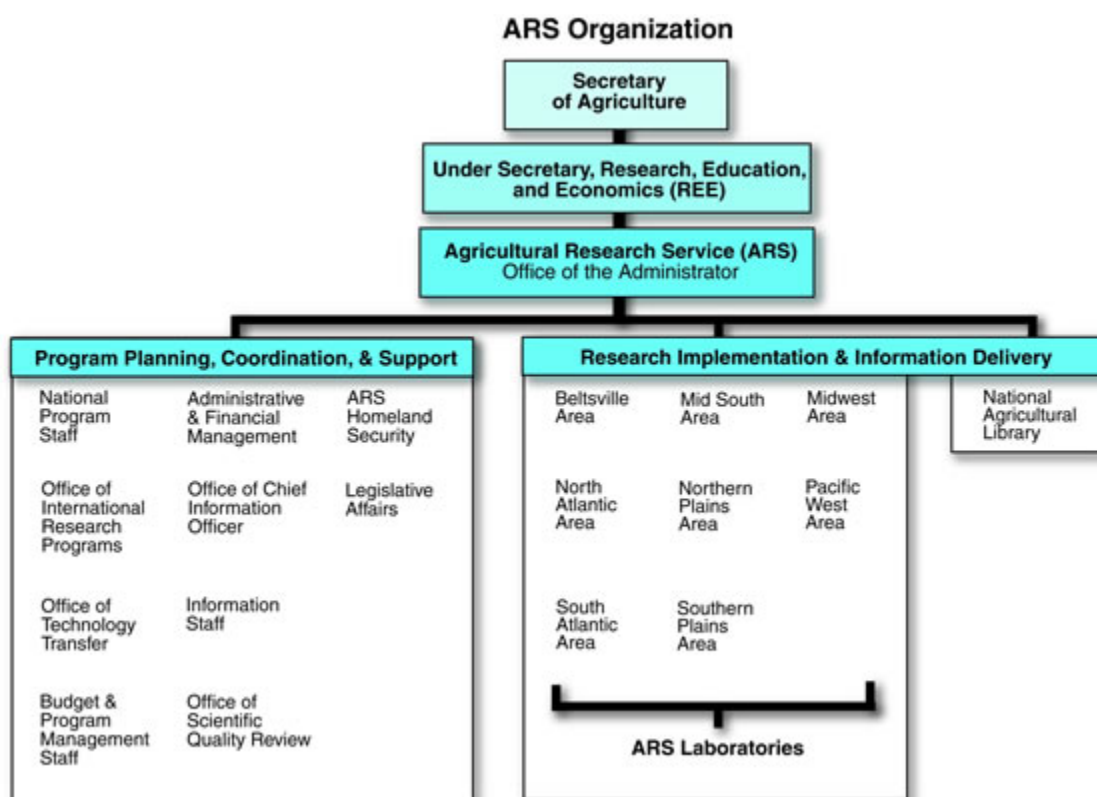 ARS Organization
Secretary
of Agriculture
Under Secretary, Research, Education,
and Economics (REE)
Agricultural Research Service (ARS)
Office of the Administrator
Program Planning, Coordination, & Support
National
Program
Staff
Administrative
& Financial
Management
ARS
Homeland
Security
Office of
International
Research
Programs
Office of Chief
Information
Officer
Legislative
Affairs
Office of
Technology
Transfer
Information
Staff
Budget &
Program
Management
Staff
Office of
Scientific
Quality Review
Research Implementation & Information Delivery
Beltsville
Area
Mid South
Area
Midwest
Area
National
Agricultural
Library
North
Atlantic
Area
Northern
Plains
Area
Pacific
West
Area
South
Atlantic
Area
Southern
Plains
Area
ARS Laboratories